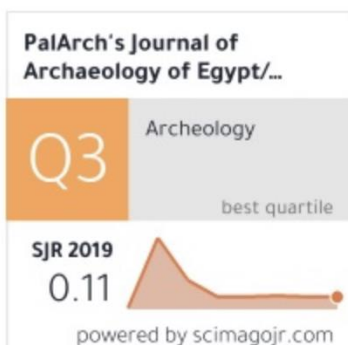 PalArch's Journal of
Archaeology of Egypt/...
Q3
Archeology
best quartile
SJR 2019
0.11
powered by scimagojr.com